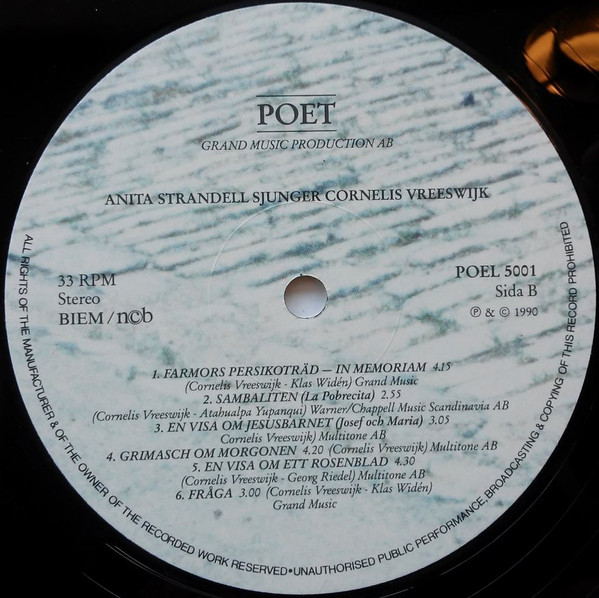 POET
GRAND MUSIC PRODUCTION AB
ANITA STRANDELL SJUNGER CORNELIS VREESWIJK
33 RPM
Stereo
BIEM / n©b
POEL 5001
Sida B
℗ & © 1990
1. FARMORS PERSIKOTRÄD – IN MEMORIAM 4.15
(Cornelis Vreeswijk - Klas Widén) Grand Music
2. SAMBALITEN (La Pobrecita) 2.55
(Cornelis Vreeswijk - Atahualpa Yupanqui) Warner/Chappell Music Scandinavia AB
3. EN VISA OM JESUSBARNET (Josef och Maria) 3.05
Cornelis Vreeswijk) Multitone AB
4. GRIMASCH OM MORGONEN 4.20 (Cornelis Vreeswijk) Multitone AB
5. EN VISA OM ETT ROSENBLAD 4.30
(Cornelis Vreeswijk - Georg Riedel) Multitone AB
6. FRÅGA 3.00 (Cornelis Vreeswijk - Klas Widén)
Grand Music
ALL RIGHTS OF THE MANUFACTURER & OF THE OWNER OF THE RECORDED WORK RESERVED•UNAUTHORISED PUBLIC PERFORMANCE, BROADCASTING & COPYING OF THIS RECORD PROHIBITED